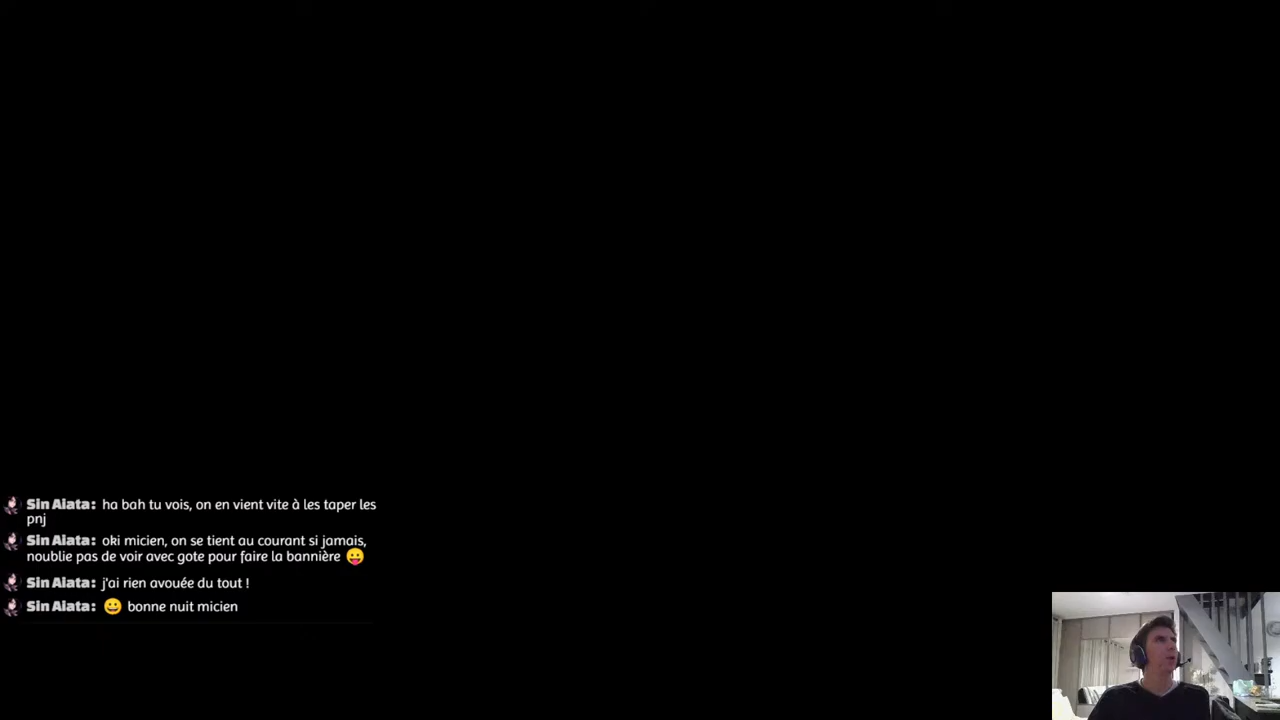 Sin Aiata: ha bah tu vois, on en vient vite à les taper les
pnj
Sin Aiata: oki micien, on se tient au courant si jamais,
noublie pas de voir avec gote pour faire la bannière 😛
Sin Aiata: j'ai rien avouée du tout !
Sin Aiata: 😀 bonne nuit micien